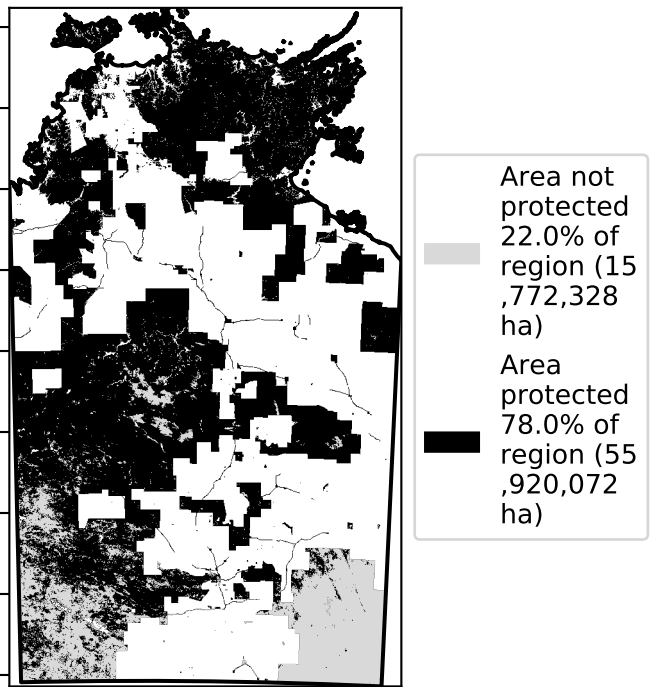 Area not
protected
22.0% of
region (15
,772,328
ha)
Area
protected
78.0% of
region (55
,920,072
ha)